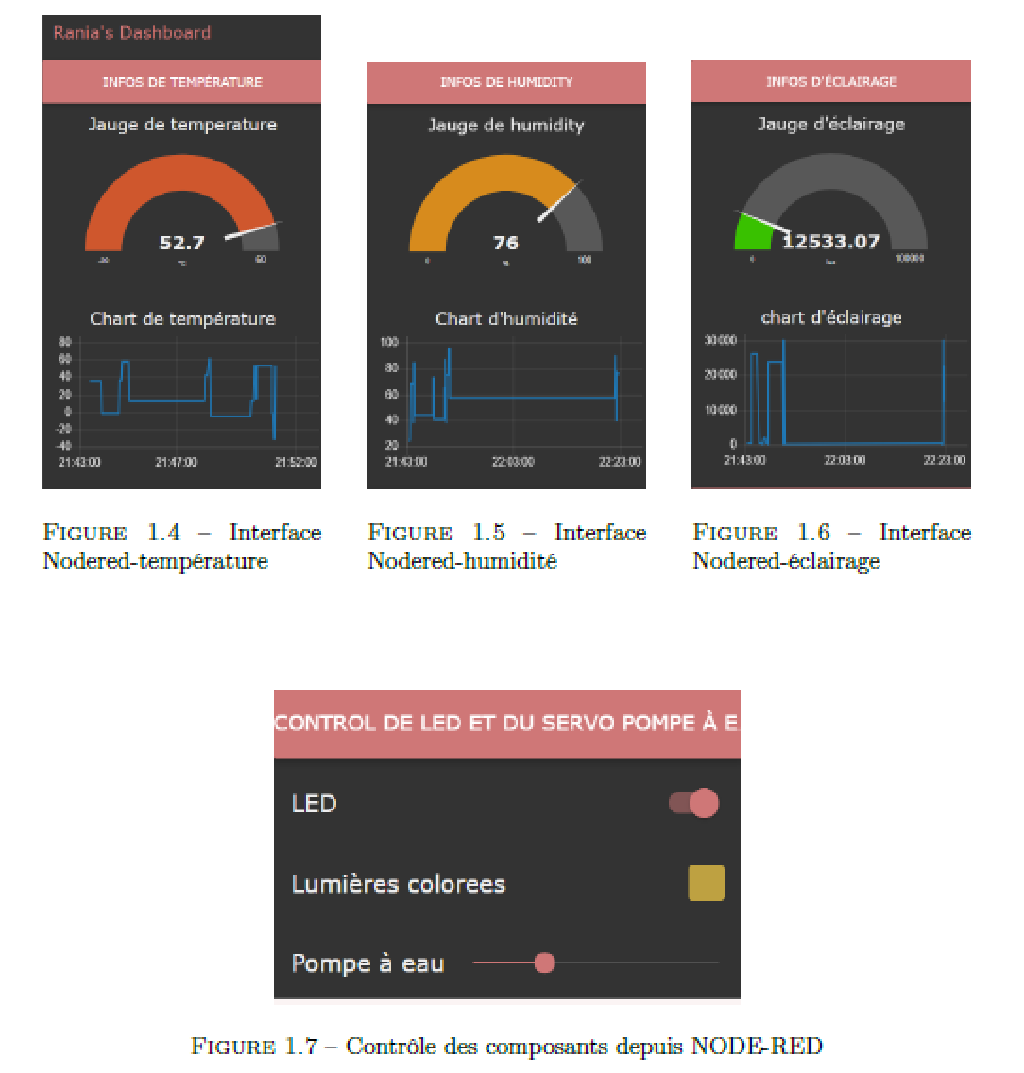 Rania's Dashboard
INFOS DE TEMPÉRATURE
Jauge de temperature
52.7
°C
60
Chart de température
80
60
40
20
0
-20
-40
21:43:00 21:47:00 21:52:00
FIGURE 1.4 – Interface
Nodered-température
INFOS DE HUMIDITY
Jauge de humidity
76
%
0 100
Chart d'humidité
100
80
60
40
20
21:43:00 22:03:00 22:23:00
FIGURE 1.5 – Interface
Nodered-humidité
INFOS D'ÉCLAIRAGE
Jauge d'éclairage
12533.07
0 100000
chart d'éclairage
30 000
20 000
10 000
0
21:43:00 22:03:00 22:23:00
FIGURE 1.6 – Interface
Nodered-éclairage
CONTROL DE LED ET DU SERVO POMPE À E
LED
Lumières colorees
Pompe à eau
FIGURE 1.7 – Contrôle des composants depuis NODE-RED